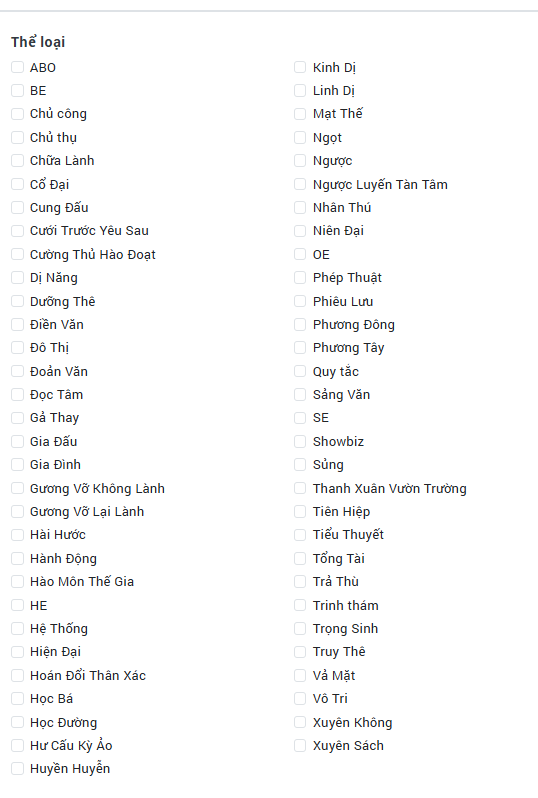 Thể loại
ABO
BE
Chủ công
Chủ thụ
Chữa Lành
Cổ Đại
Cung Đấu
Cưới Trước Yêu Sau
Cường Thủ Hào Đoạt
Dị Năng
Dưỡng Thê
Điền Văn
Đô Thị
Đoản Văn
Đọc Tâm
Gả Thay
Gia Đấu
Gia Đình
Gương Vỡ Không Lành
Gương Vỡ Lại Lành
Hài Hước
Hành Động
Hào Môn Thế Gia
HE
Hệ Thống
Hiện Đại
Hoán Đổi Thân Xác
Học Bá
Học Đường
Hư Cấu Kỳ Ảo
Huyền Huyễn
Kinh Dị
Linh Dị
Mạt Thế
Ngọt
Ngược
Ngược Luyến Tàn Tâm
Nhân Thú
Niên Đại
OE
Phép Thuật
Phiêu Lưu
Phương Đông
Phương Tây
Quy tắc
Sảng Văn
SE
Showbiz
Sủng
Thanh Xuân Vườn Trường
Tiên Hiệp
Tiểu Thuyết
Tổng Tài
Trả Thù
Trinh thám
Trọng Sinh
Truy Thê
Vả Mặt
Vô Tri
Xuyên Không
Xuyên Sách